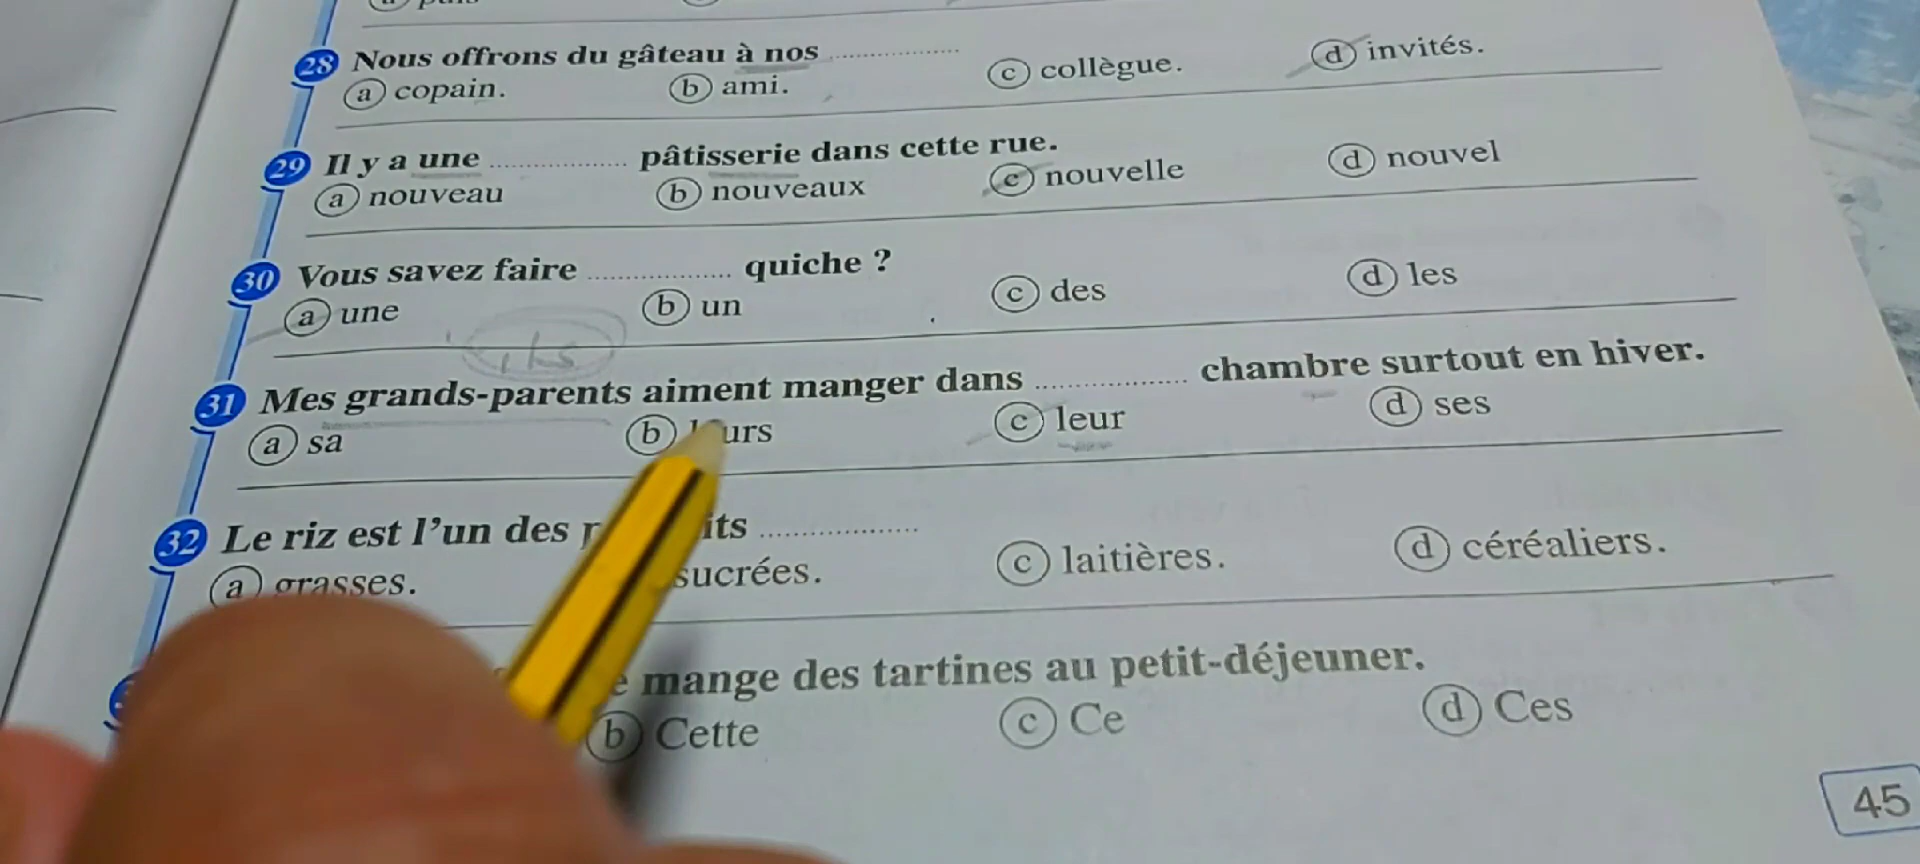 28 Nous offrons du gâteau à nos ....................
a copain. b ami. c collègue. d invités.
29 Il y a une .................... pâtisserie dans cette rue.
a nouveau b nouveaux c nouvelle d nouvel
30 Vous savez faire .................... quiche ?
a une b un c des d les
ils
31 Mes grands-parents aiment manger dans .................... chambre surtout en hiver.
a sa b leurs c leur d ses
32 Le riz est l'un des ....................
a grasses. sucrées. c laitières. d céréaliers.
mange des tartines au petit-déjeuner.
b Cette c Ce d Ces
45